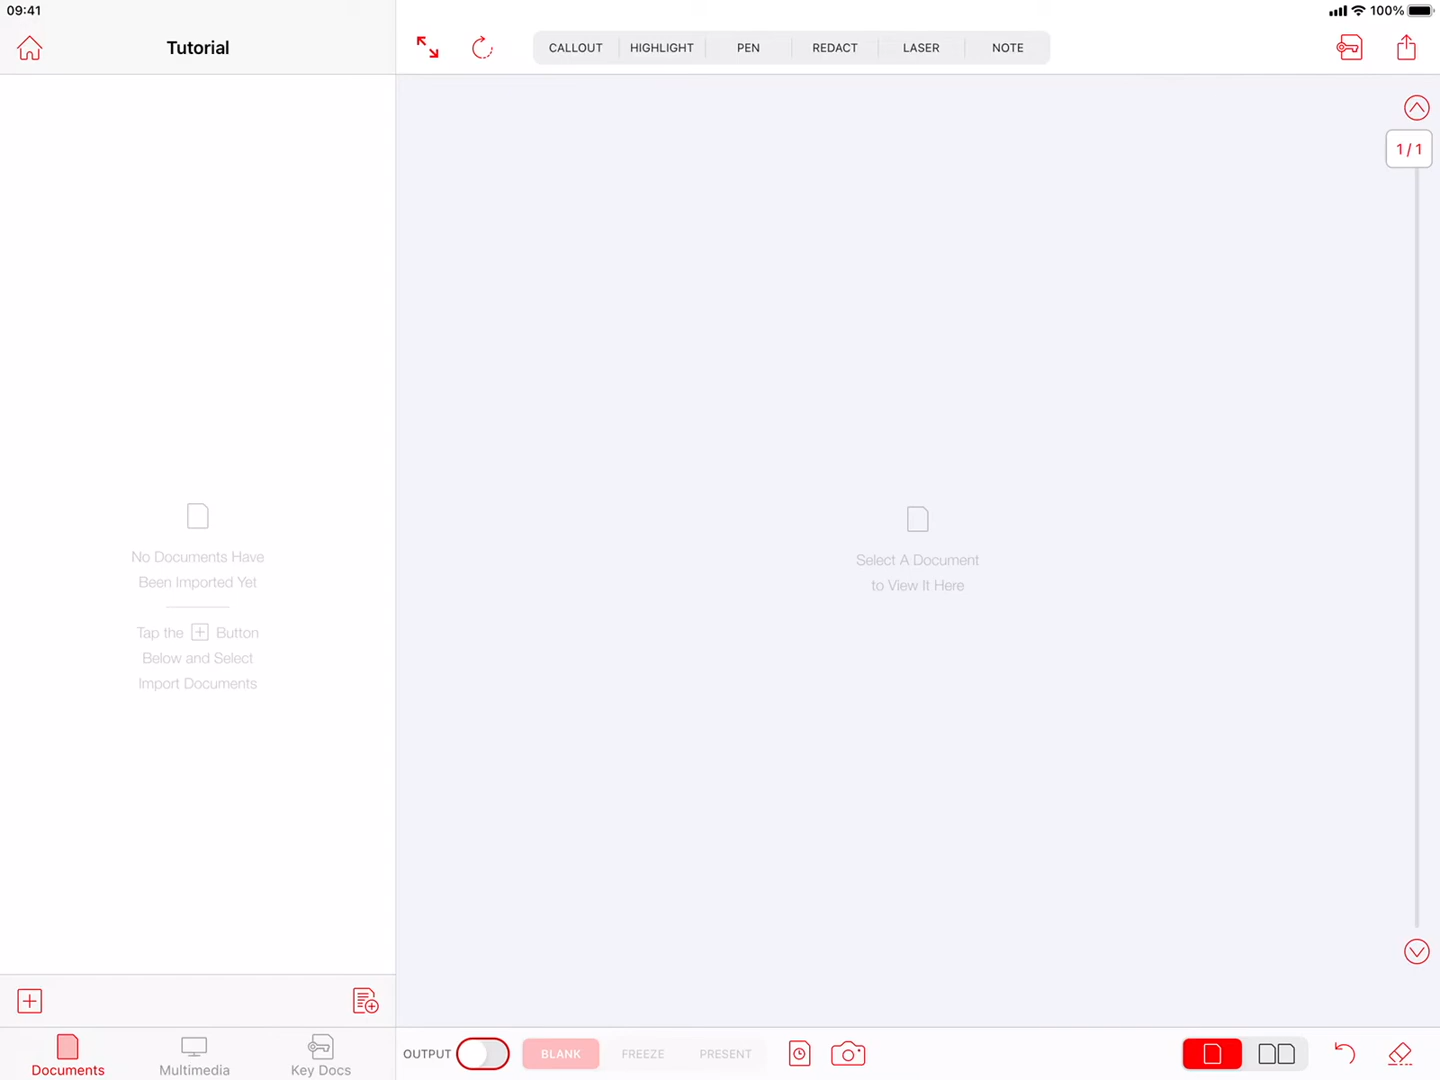 09:41
100%
Tutorial
CALLOUT
HIGHLIGHT
PEN
REDACT
LASER
NOTE
1 / 1
No Documents Have
Been Imported Yet
Tap the + Button
Below and Select
Import Documents
Select A Document
to View It Here
Documents
Multimedia
Key Docs
OUTPUT
BLANK
FREEZE
PRESENT